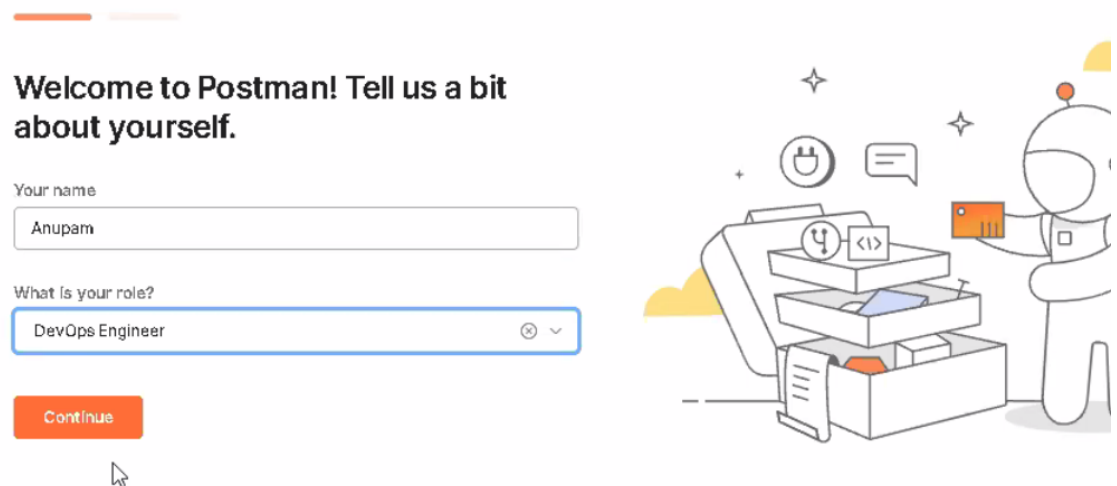 Welcome to Postman! Tell us a bit
about yourself.
Your name
Anupam
What is your role?
DevOps Engineer
Continue